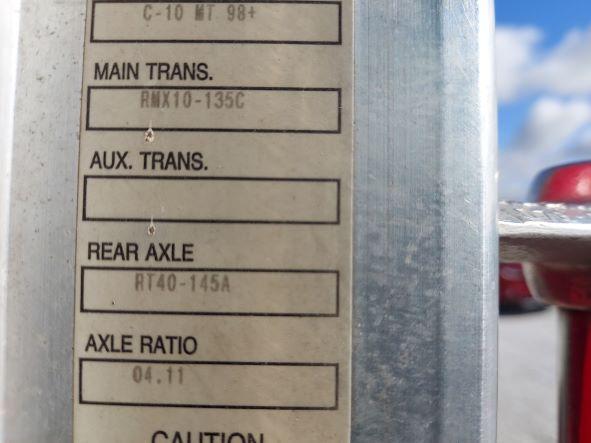 C-10 MT 98+
MAIN TRANS.
RMX10-135C
AUX. TRANS.
REAR AXLE
RT40-145A
AXLE RATIO
04.11
CAUTION